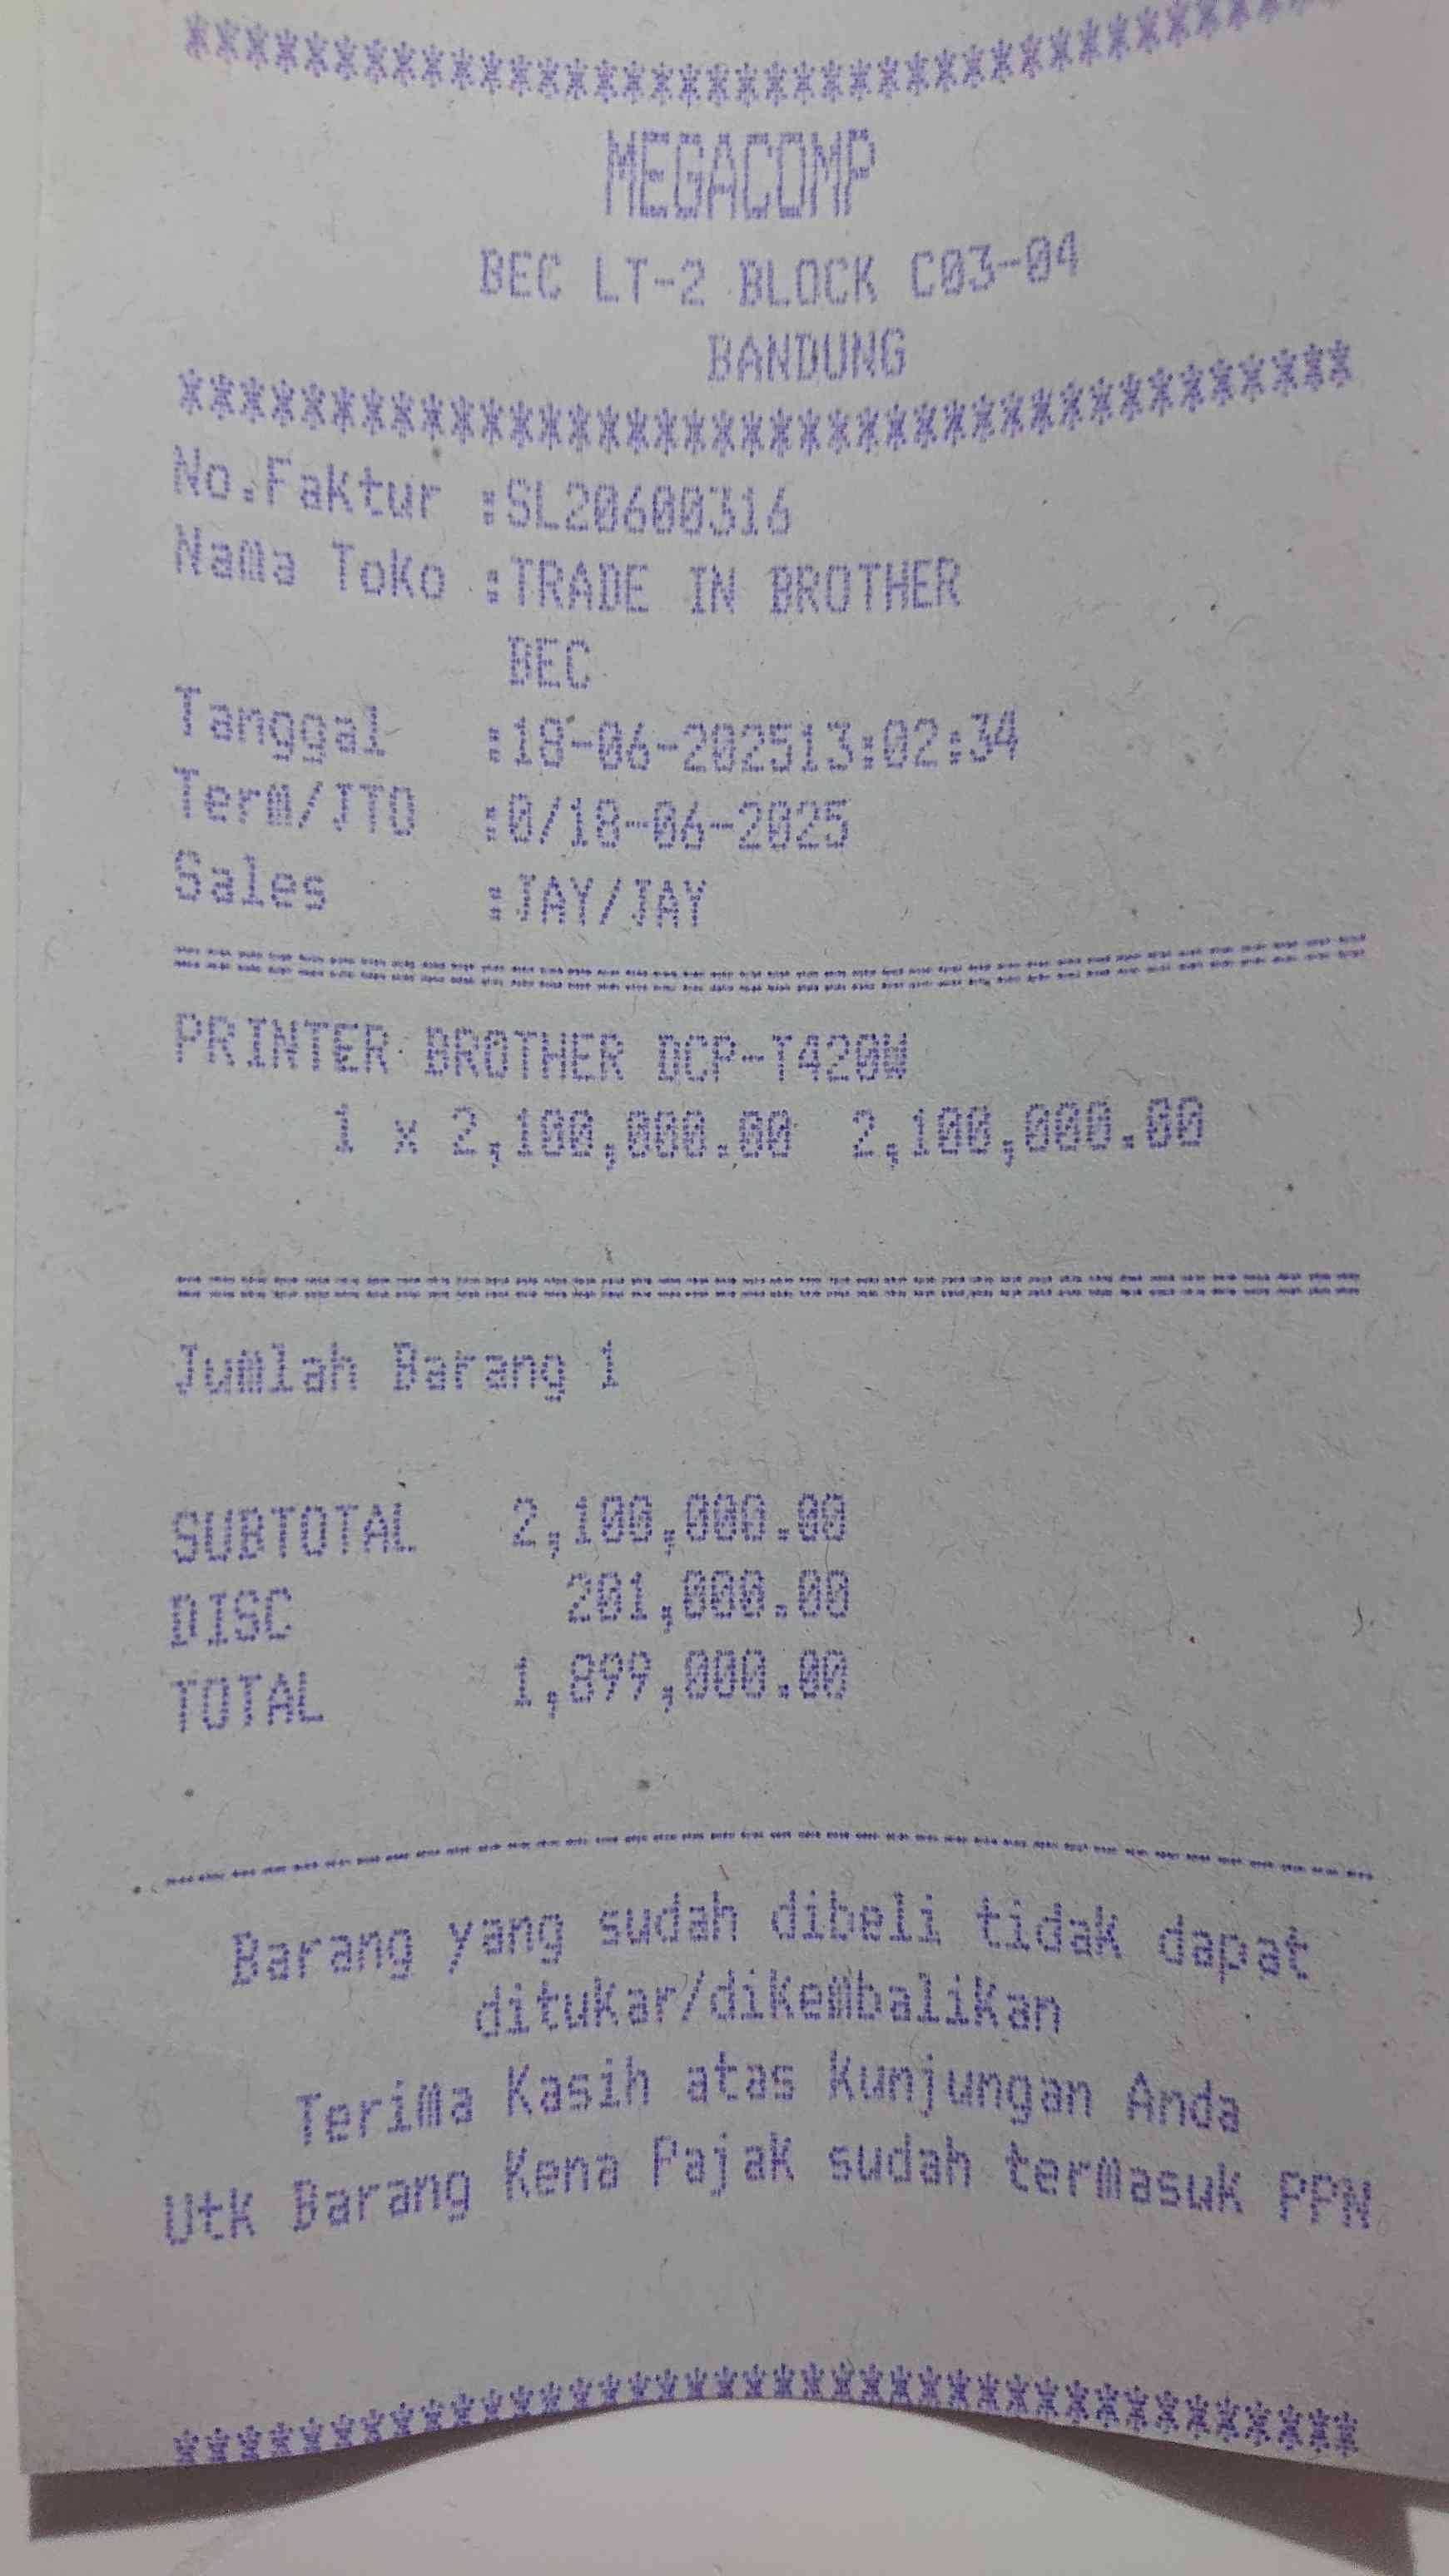 ****************************************
MEGACOMP
BEC LT-2 BLOCK C03-04
BANDUNG
****************************************
No.Faktur :SL20600316
Nama Toko :TRADE IN BROTHER
BEC
Tanggal :18-06-202513:02:34
Term/JTO :0/18-06-2025
Sales :JAY/JAY
========================================
PRINTER BROTHER DCP-T420W
1 x 2,100,000.00 2,100,000.00
========================================
Jumlah Barang 1
SUBTOTAL 2,100,000.00
DISC 201,000.00
TOTAL 1,899,000.00
----------------------------------------
Barang yang sudah dibeli tidak dapat
ditukar/dikembalikan
Terima Kasih atas Kunjungan Anda
Utk Barang Kena Pajak sudah termasuk PPN
****************************************